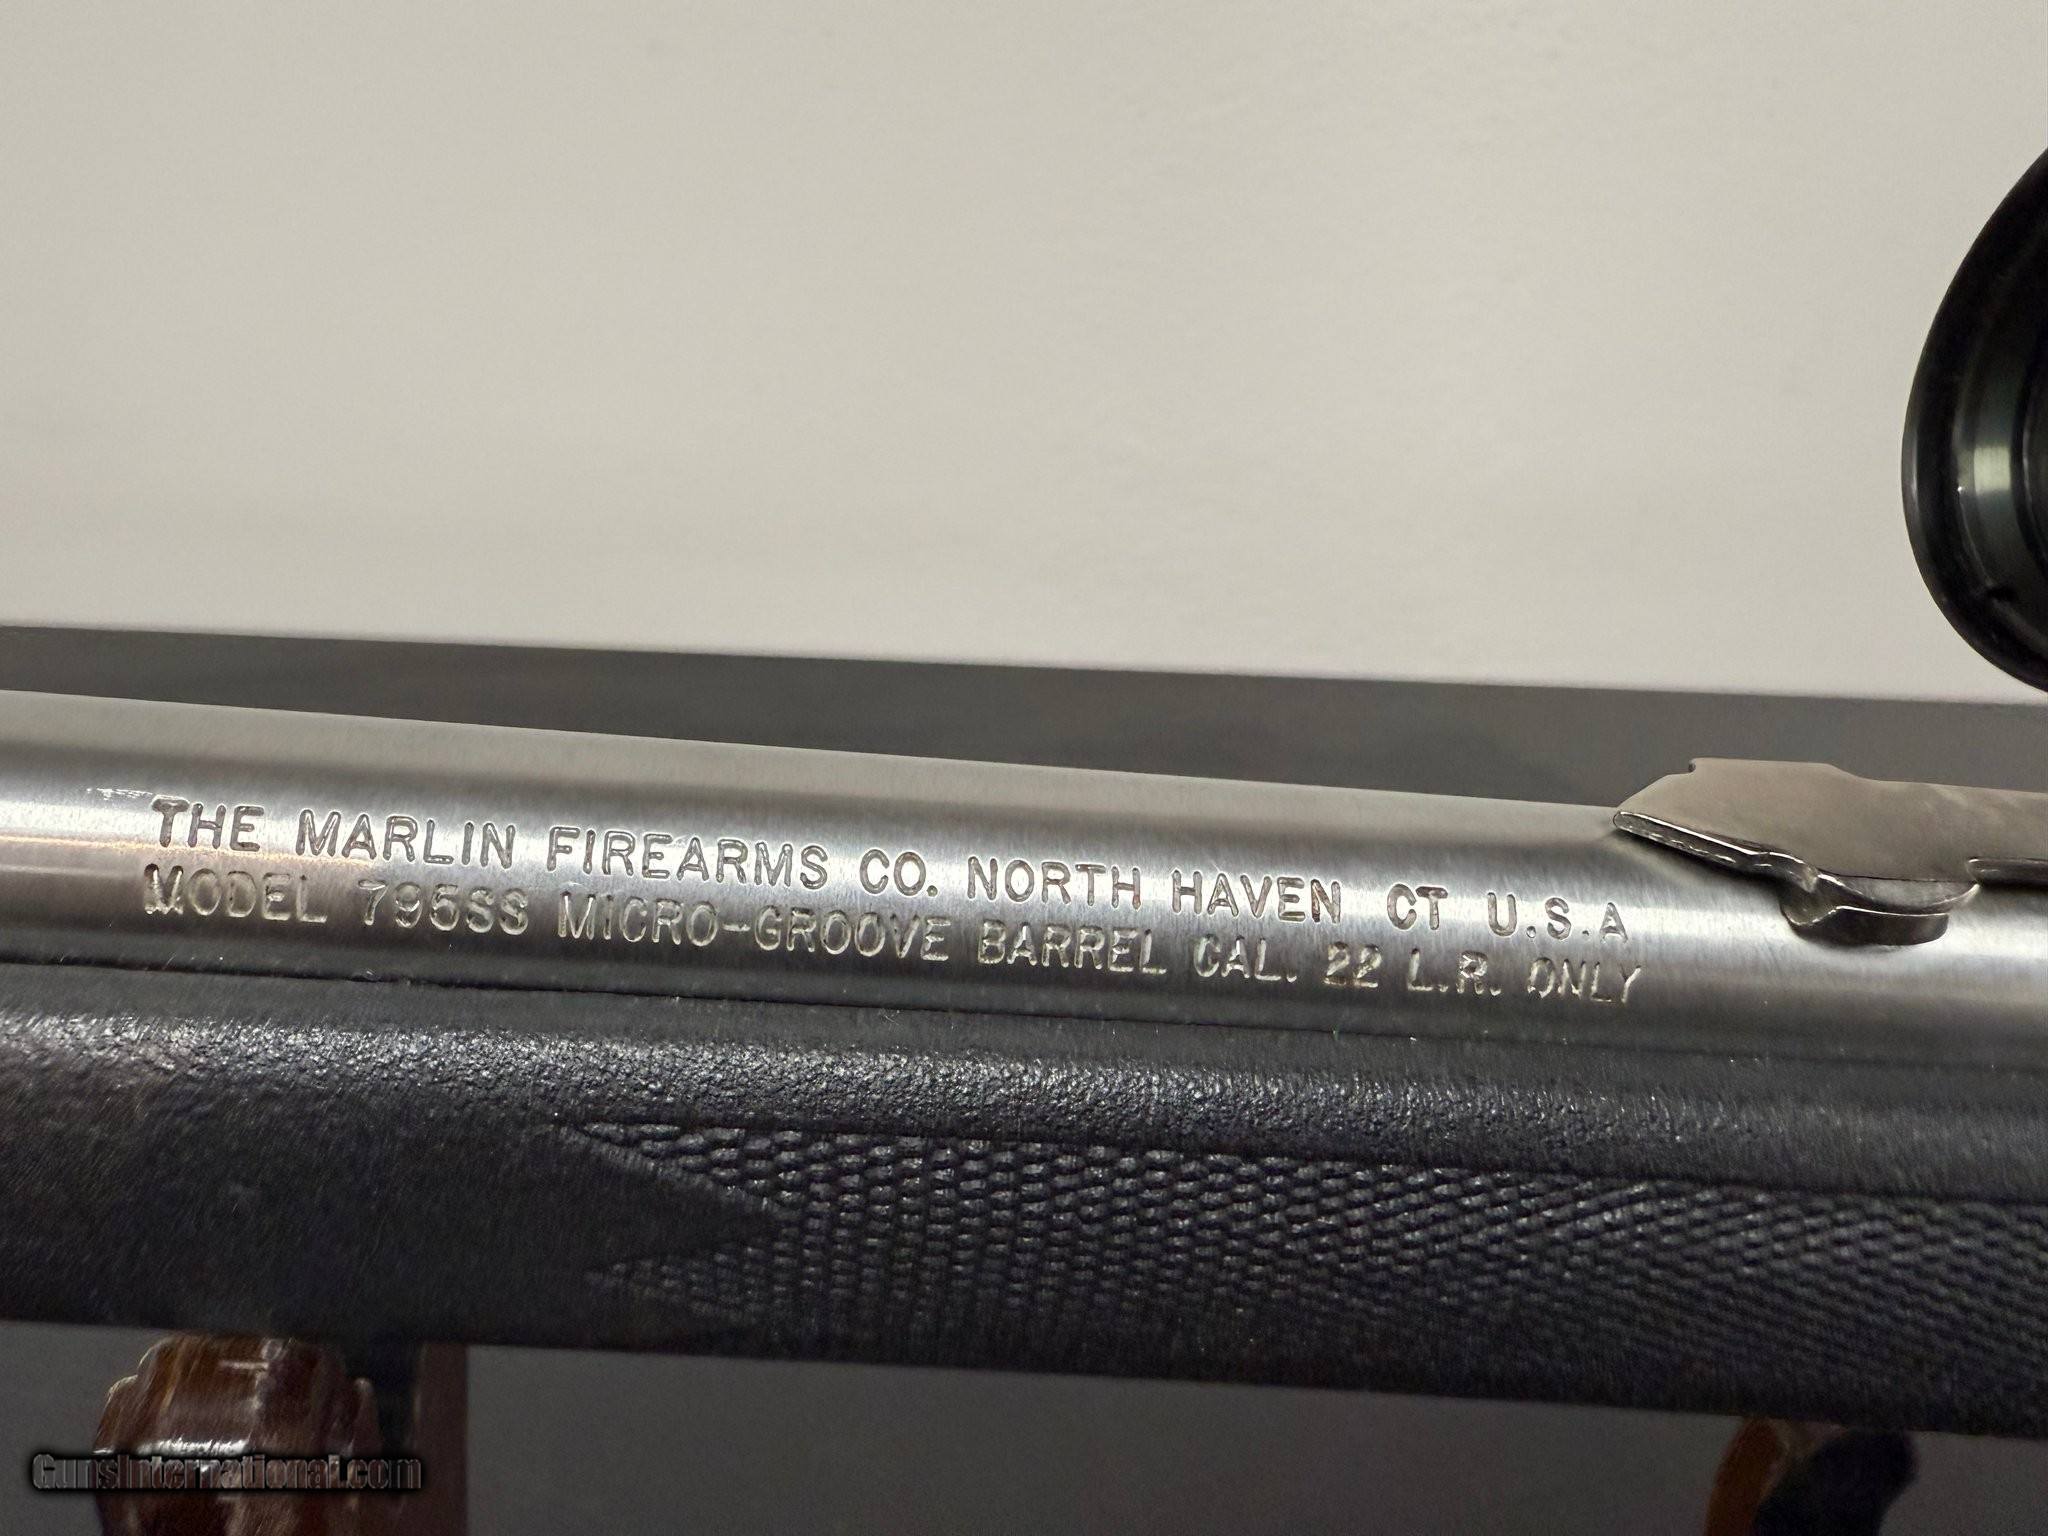 THE MARLIN FIREARMS CO. NORTH HAVEN CT U.S.A
MODEL 795SS MICRO-GROOVE BARREL CAL. 22 L.R. ONLY
GunsInternational.com